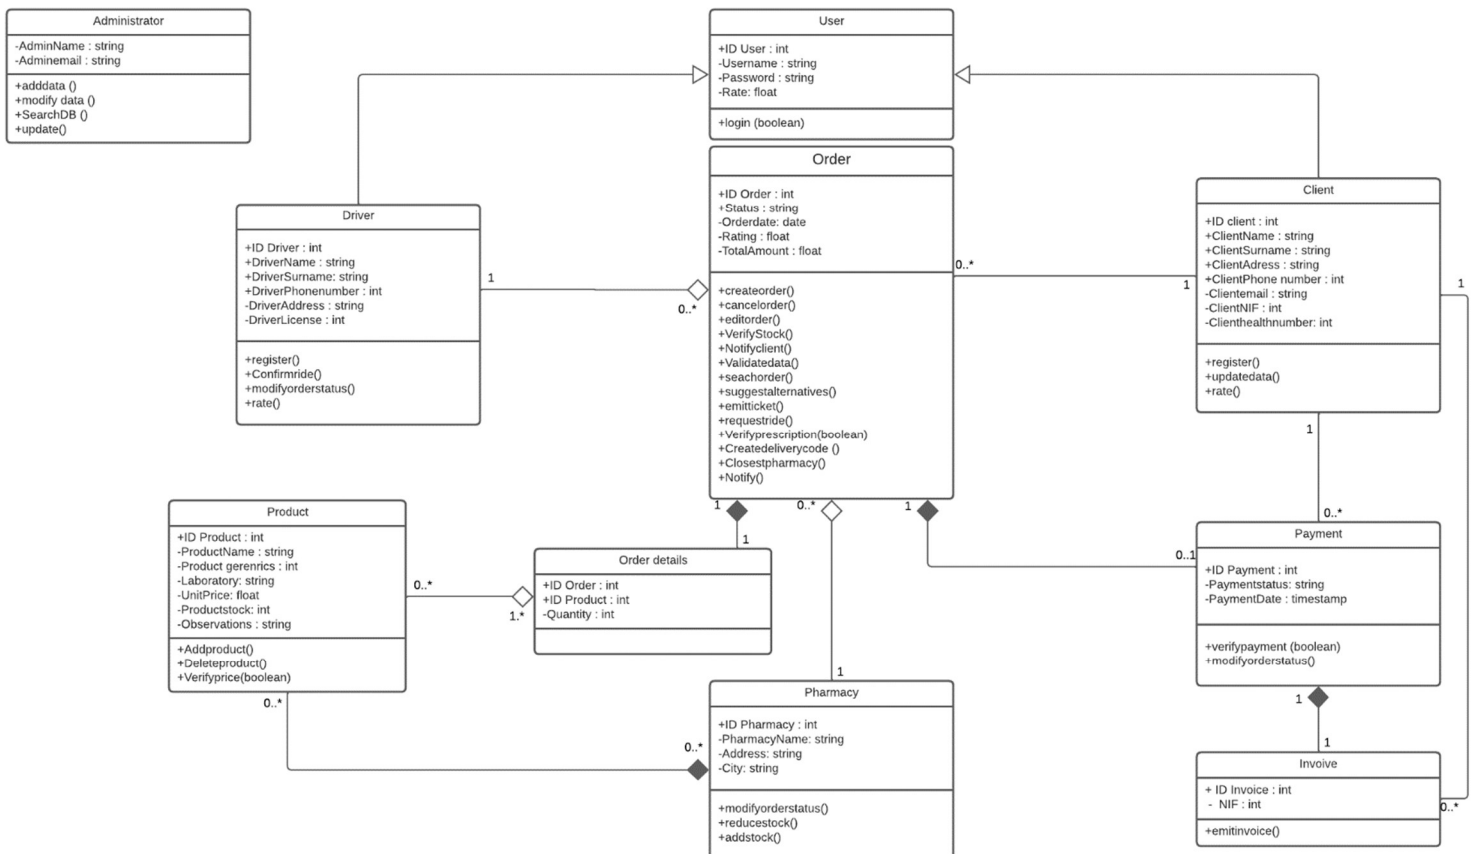 Administrator
-AdminName : string
-Adminemail : string
+adddata ()
+modify data ()
+SearchDB ()
+update()
User
+ID User : int
-Username : string
-Password : string
-Rate: float
+login (boolean)
Order
+ID Order : int
+Status : string
-Orderdate: date
-Rating : float
-TotalAmount : float
+createorder()
+cancelorder()
+editorder()
+VerifyStock()
+Notifyclient()
+Validatedata()
+seachorder()
+suggestalternatives()
+emitticket()
+requestride()
+Verifyprescription(boolean)
+Createdeliverycode ()
+Closestpharmacy()
+Notify()
Driver
+ID Driver : int
+DriverName : string
+DriverSurname: string
+DriverPhonenumber : int
-DriverAddress : string
-DriverLicense : int
+register()
+Confirmride()
+modifyorderstatus()
+rate()
1
0..*
Client
+ID client : int
+ClientName : string
+ClientSurname : string
+ClientAdress : string
+ClientPhone number : int
-Clientemail : string
-ClientNIF : int
-Clienthealthnumber: int
+register()
+updatedata()
+rate()
0..*
1
1
1
0..*
1
0..*
1
1
1
0..1
Product
+ID Product : int
-ProductName : string
-Product gerenrics : int
-Laboratory: string
-UnitPrice: float
-Productstock: int
-Observations : string
+Addproduct()
+Deleteproduct()
+Verifyprice(boolean)
0..*
1.*
Order details
+ID Order : int
+ID Product : int
-Quantity : int
Payment
+ID Payment : int
-Paymentstatus: string
-PaymentDate : timestamp
+verifypayment (boolean)
+modifyorderstatus()
0..*
0..*
1
Pharmacy
+ID Pharmacy : int
-PharmacyName: string
-Address: string
-City: string
+modifyorderstatus()
+reducestock()
+addstock()
1
1
Invoive
+ ID Invoice : int
- NIF : int
+emitinvoice()
0..*